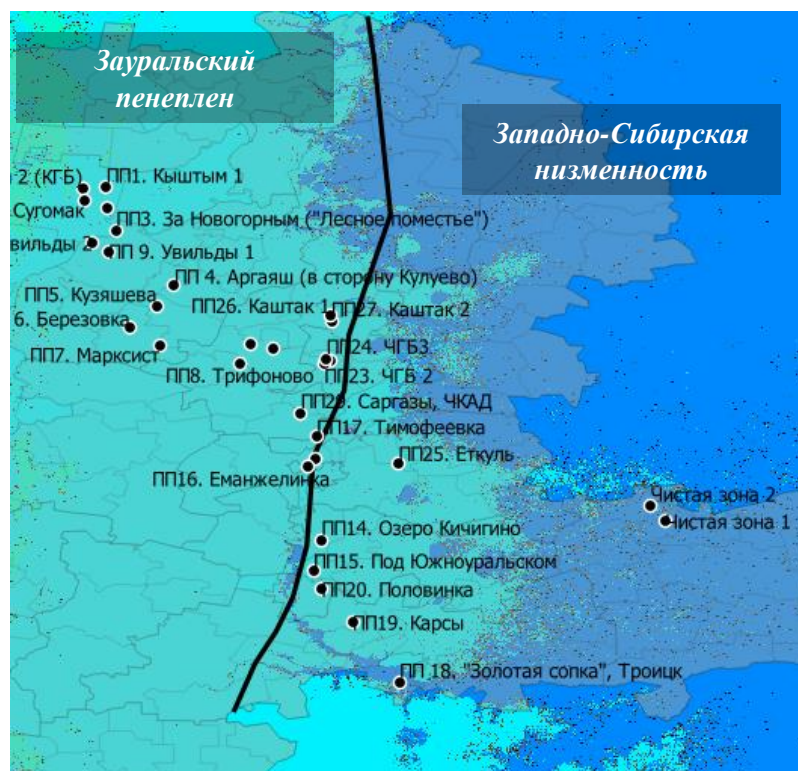 Зауральский
пенеплен
Западно-Сибирская
низменность
2 (КГБ)
ПП1. Кыштым 1
Сугомак
ПП3. За Новогорным ("Лесное поместье")
вильды 2
ПП 9. Увильды 1
ПП 4. Аргаяш (в сторону Кулуево)
ПП5. Кузяшева
ПП26. Каштак 1
ПП27. Каштак 2
6. Березовка
ПП7. Марксист
ПП24. ЧГБ3
ПП8. Трифоново
ПП23. ЧГБ 2
ПП29. Саргазы, ЧКАД
ПП17. Тимофеевка
ПП25. Еткуль
ПП16. Еманжелинка
Чистая зона 2
Чистая зона 1
ПП14. Озеро Кичигино
ПП15. Под Южноуральском
ПП20. Половинка
ПП19. Карсы
ПП 18. "Золотая сопка", Троицк